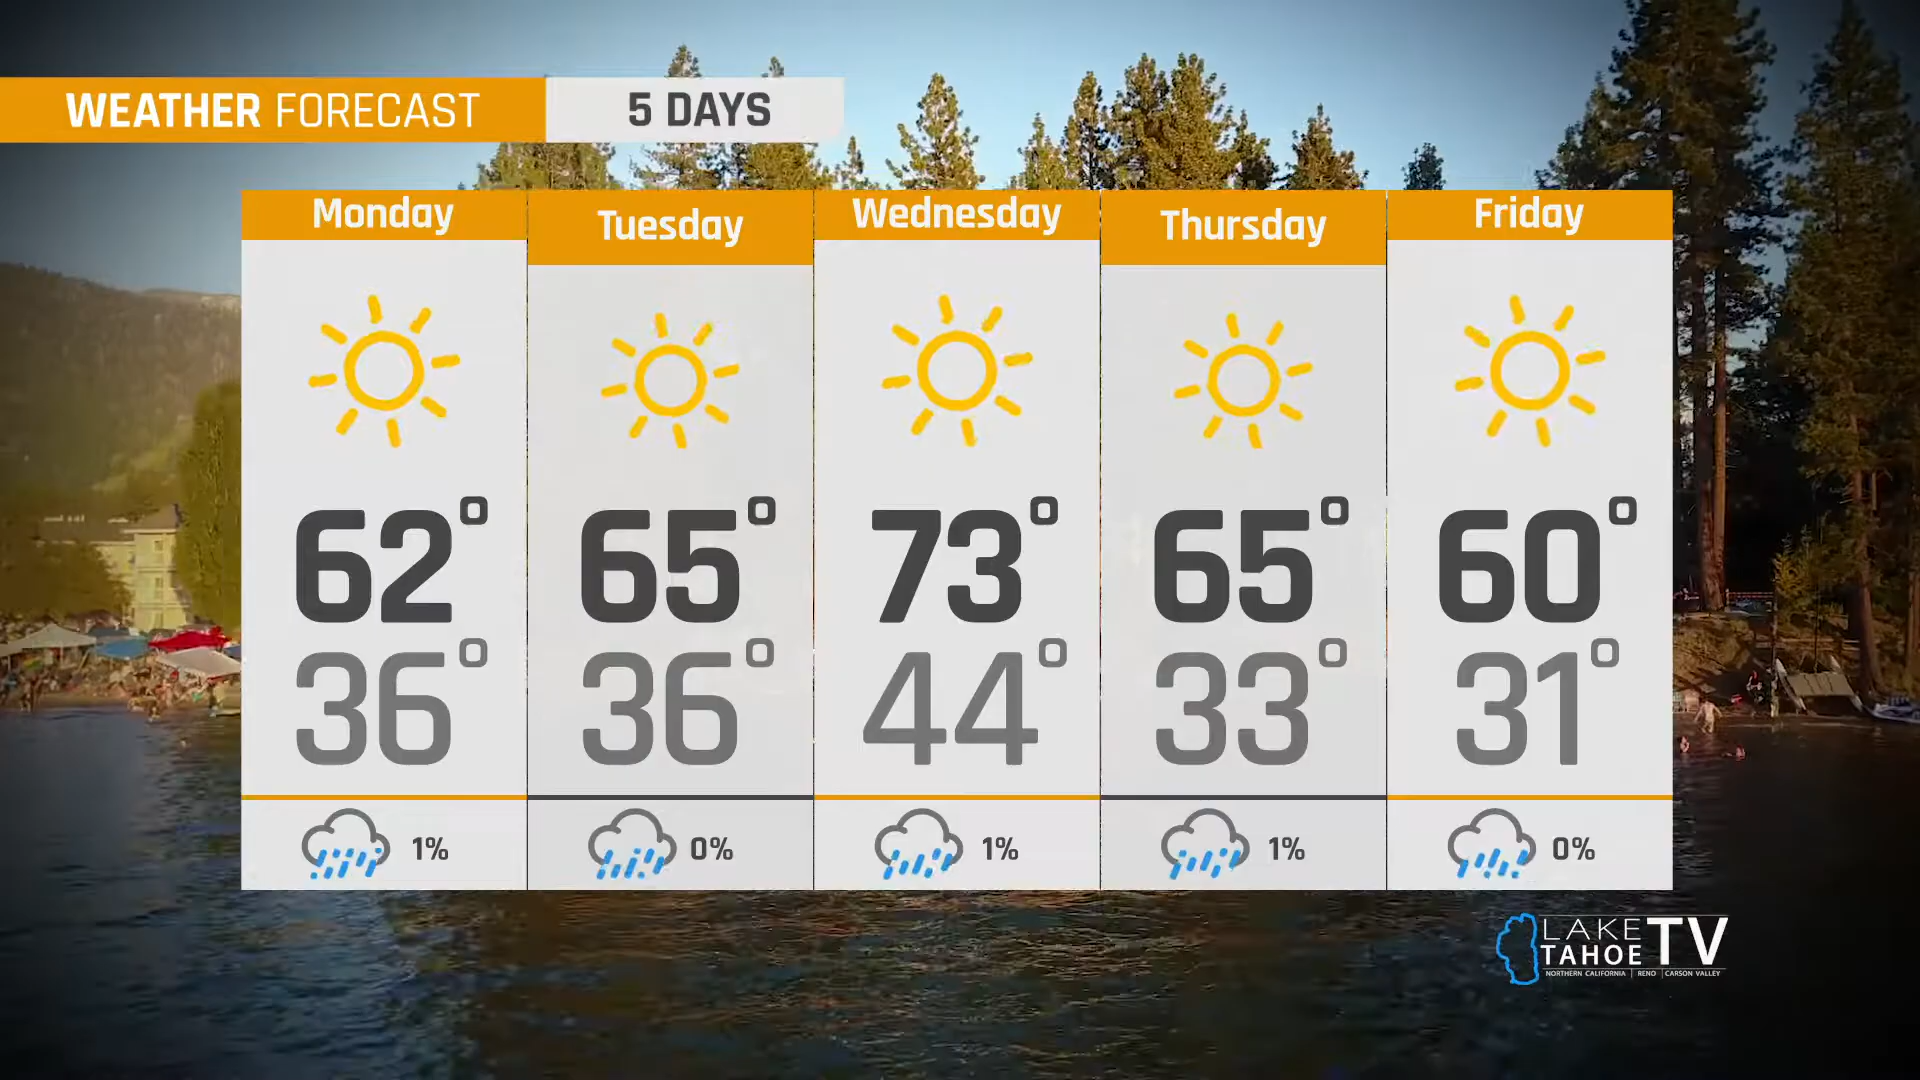 WEATHER FORECAST
5 DAYS
Monday
Tuesday
Wednesday
Thursday
Friday
62°
65°
73°
65°
60°
36°
36°
44°
33°
31°
1%
0%
1%
1%
0%
LAKE
TAHOE
TV
NORTHERN CALIFORNIA | RENO | CARSON VALLEY